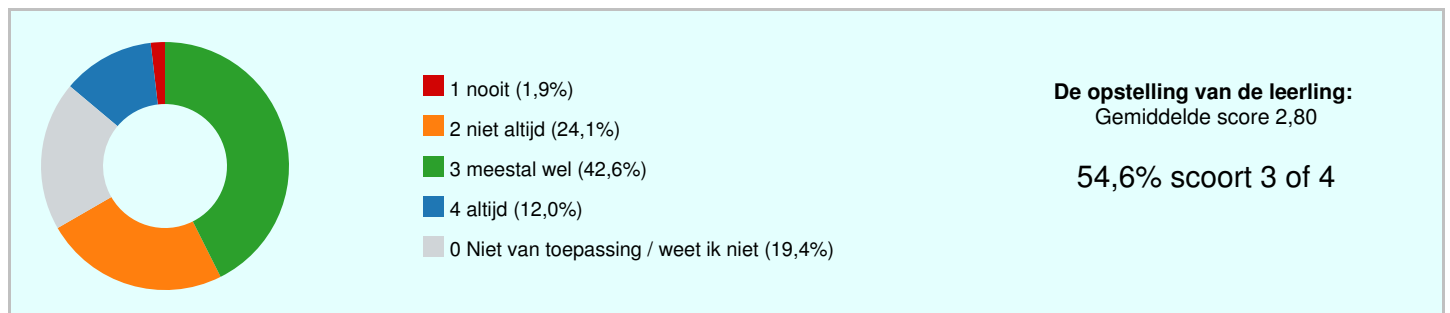 1 nooit (1,9%)
2 niet altijd (24,1%)
3 meestal wel (42,6%)
4 altijd (12,0%)
0 Niet van toepassing / weet ik niet (19,4%)
De opstelling van de leerling:
Gemiddelde score 2,80
54,6% scoort 3 of 4